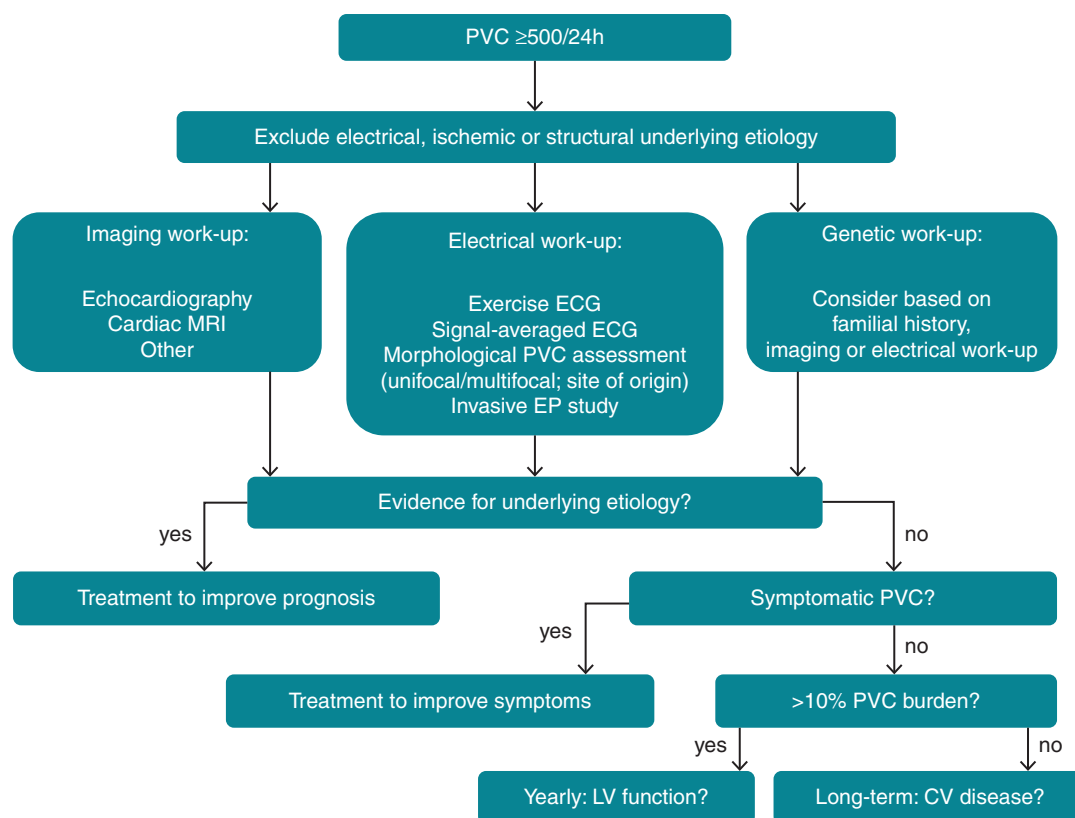 PVC ≥500/24h
Exclude electrical, ischemic or structural underlying etiology
Imaging work-up:
Echocardiography
Cardiac MRI
Other
Electrical work-up:
Exercise ECG
Signal-averaged ECG
Morphological PVC assessment
(unifocal/multifocal; site of origin)
Invasive EP study
Genetic work-up:
Consider based on
familial history,
imaging or electrical work-up
Evidence for underlying etiology?
yes
no
Treatment to improve prognosis
Symptomatic PVC?
yes
no
Treatment to improve symptoms
>10% PVC burden?
yes
no
Yearly: LV function?
Long-term: CV disease?